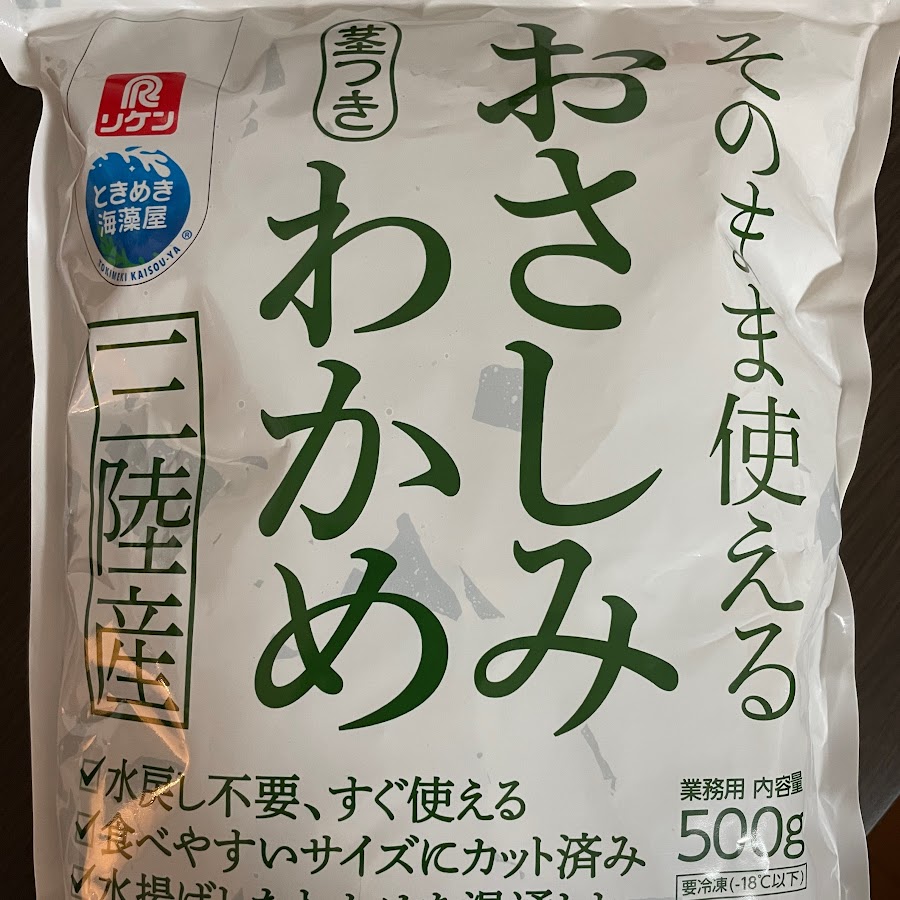 そのまま使える
おさしみ
わかめ
茎つき
リケン
ときめき
海藻屋
TOKIMEKI KAISOU-YA ®
三陸産
✓水戻し不要、すぐ使える
✓食べやすいサイズにカット済み
業務用 内容量
500g
要冷凍(-18℃以下)